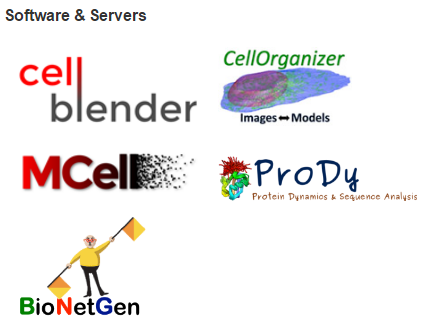 Software & Servers
cell
blender
CellOrganizer
Images↔Models
MCell
ProDy
Protein Dynamics & Sequence Analysis
BioNetGen